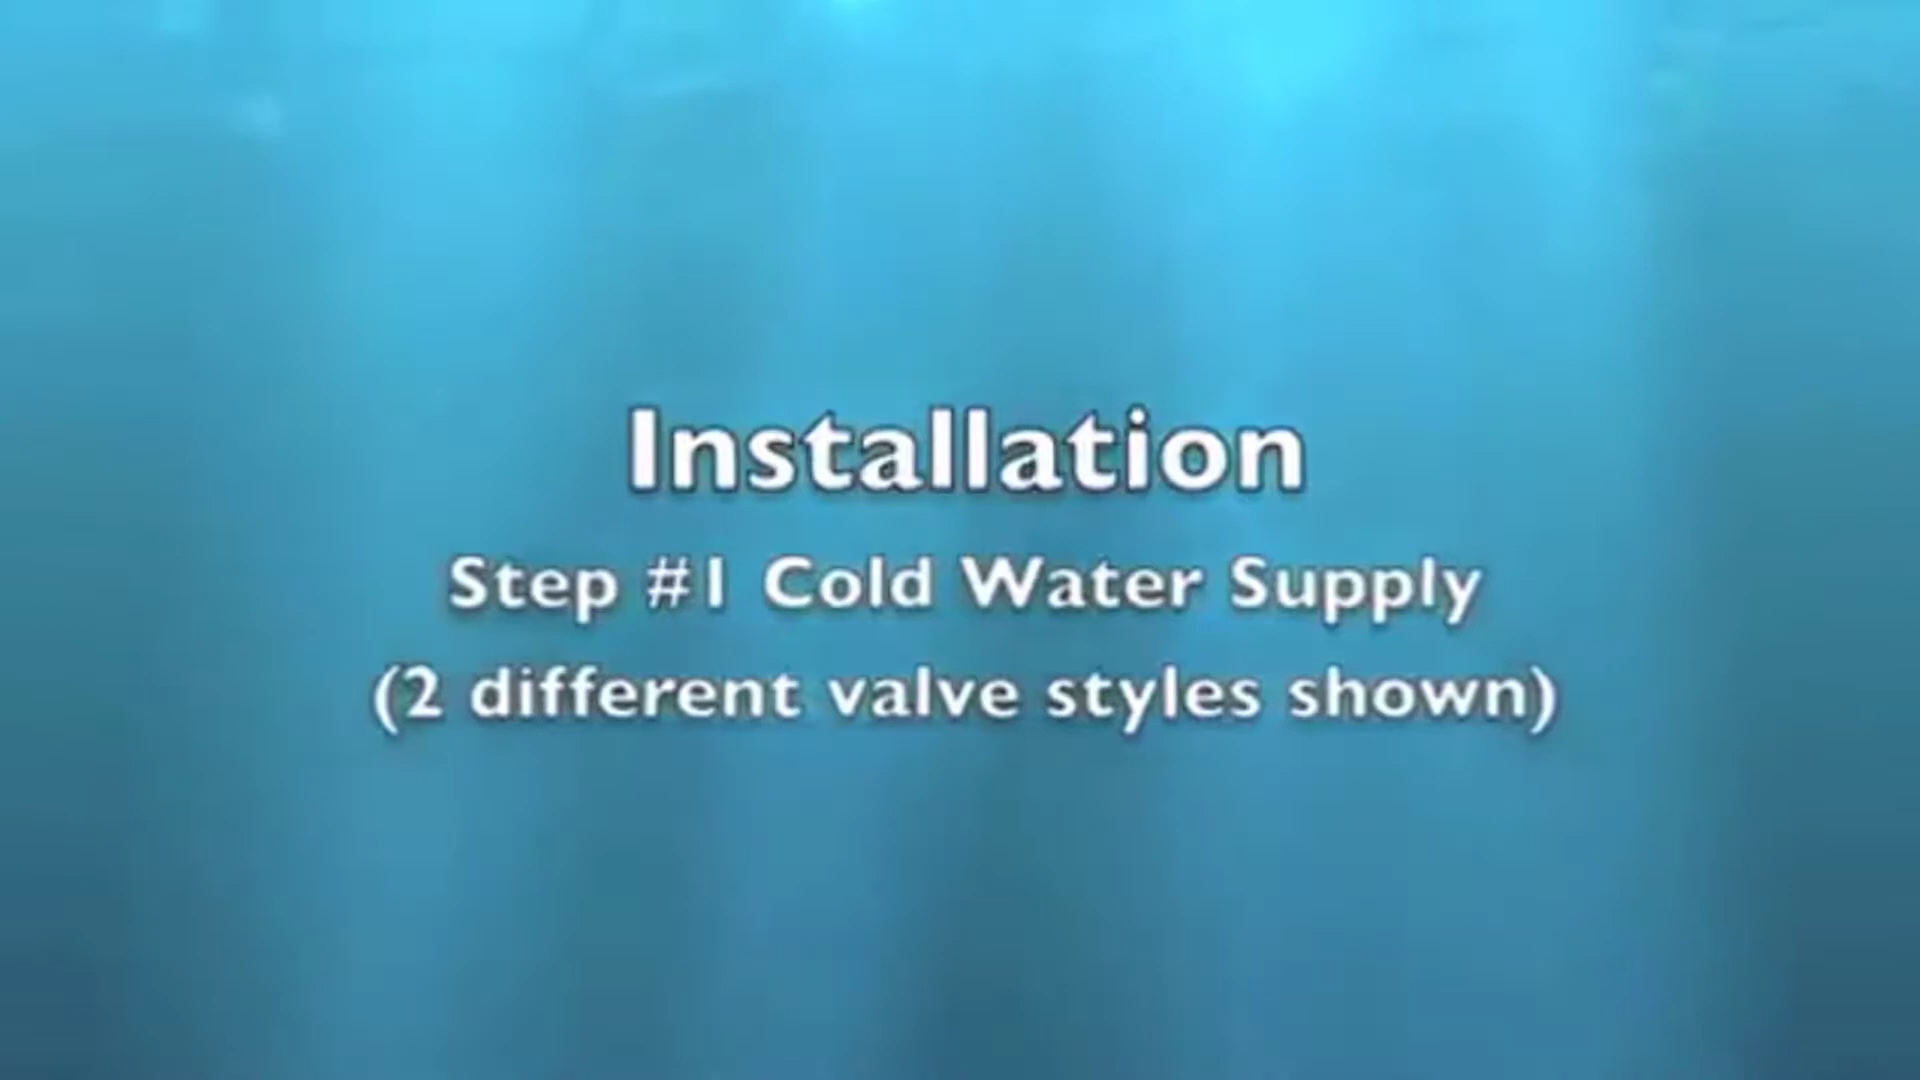 Installation
Step #1 Cold Water Supply
(2 different valve styles shown)